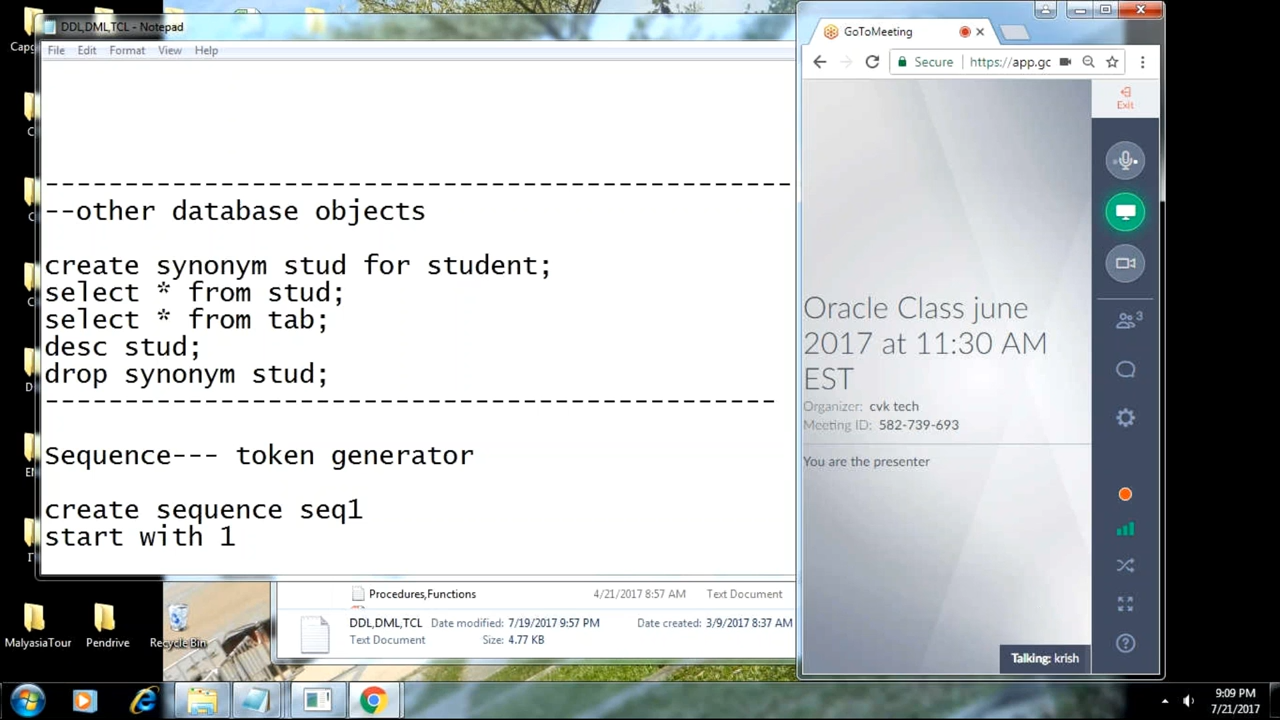 DDL,DML,TCL - Notepad
File Edit Format View Help
--other database objects
create synonym stud for student;
select * from stud;
select * from tab;
desc stud;
drop synonym stud;
Sequence--- token generator
create sequence seq1
start with 1
Procedures,Functions 4/21/2017 8:57 AM Text Document
DDL,DML,TCL Date modified: 7/19/2017 9:57 PM Date created: 3/9/2017 8:37 AM
Text Document Size: 4.77 KB
MalyasiaTour Pendrive Recycle Bin
GoToMeeting
Secure https://app.gc
Exit
3
Oracle Class june
2017 at 11:30 AM
EST
Organizer: cvk tech
Meeting ID: 582-739-693
You are the presenter
Talking: krish
9:09 PM
7/21/2017